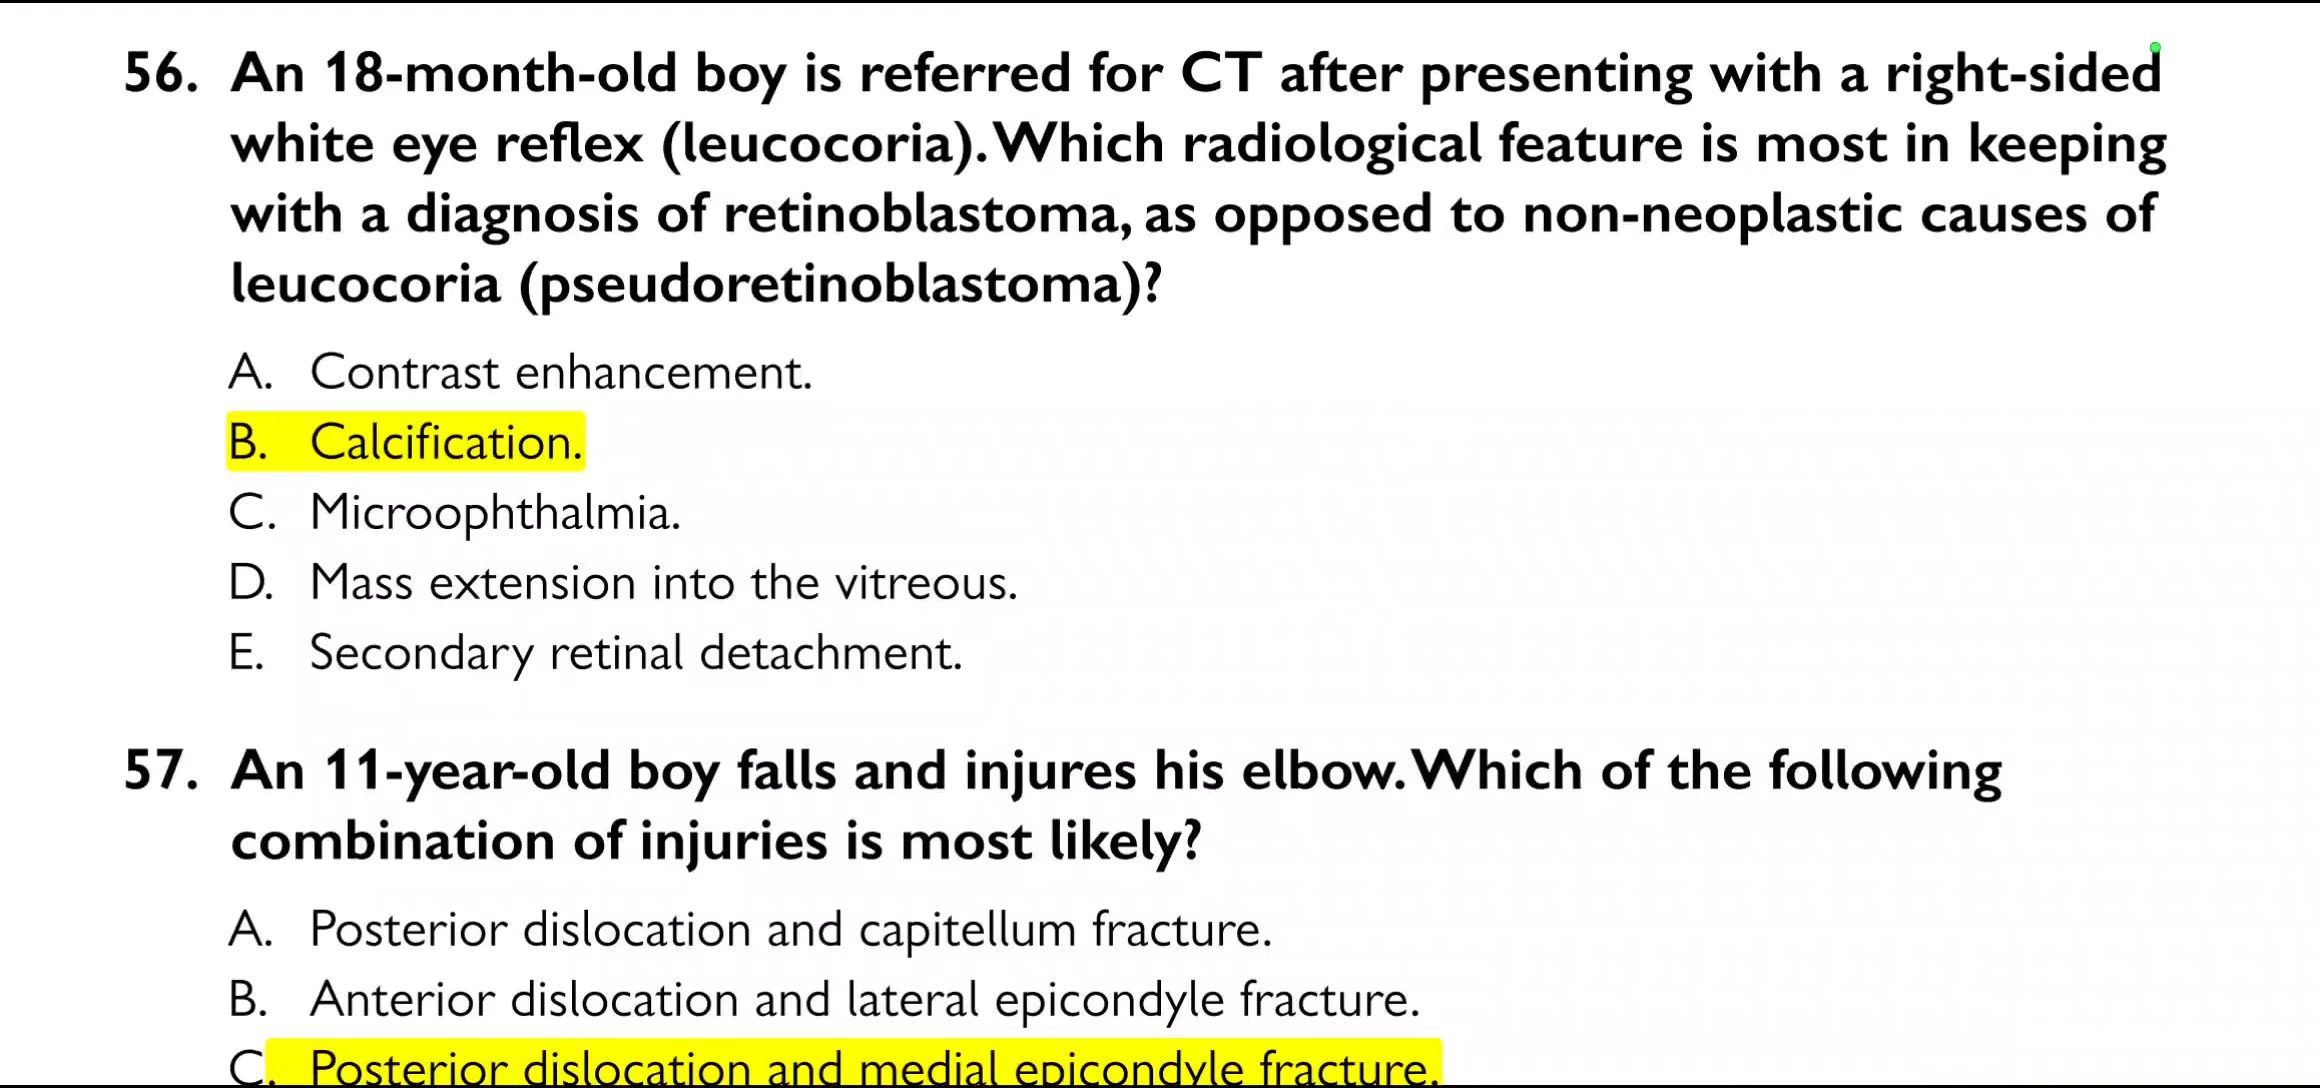 56. An 18-month-old boy is referred for CT after presenting with a right-sided
white eye reflex (leucocoria). Which radiological feature is most in keeping
with a diagnosis of retinoblastoma, as opposed to non-neoplastic causes of
leucocoria (pseudoretinoblastoma)?
A. Contrast enhancement.
B. Calcification.
C. Microophthalmia.
D. Mass extension into the vitreous.
E. Secondary retinal detachment.
57. An 11-year-old boy falls and injures his elbow. Which of the following
combination of injuries is most likely?
A. Posterior dislocation and capitellum fracture.
B. Anterior dislocation and lateral epicondyle fracture.
C. Posterior dislocation and medial epicondyle fracture.